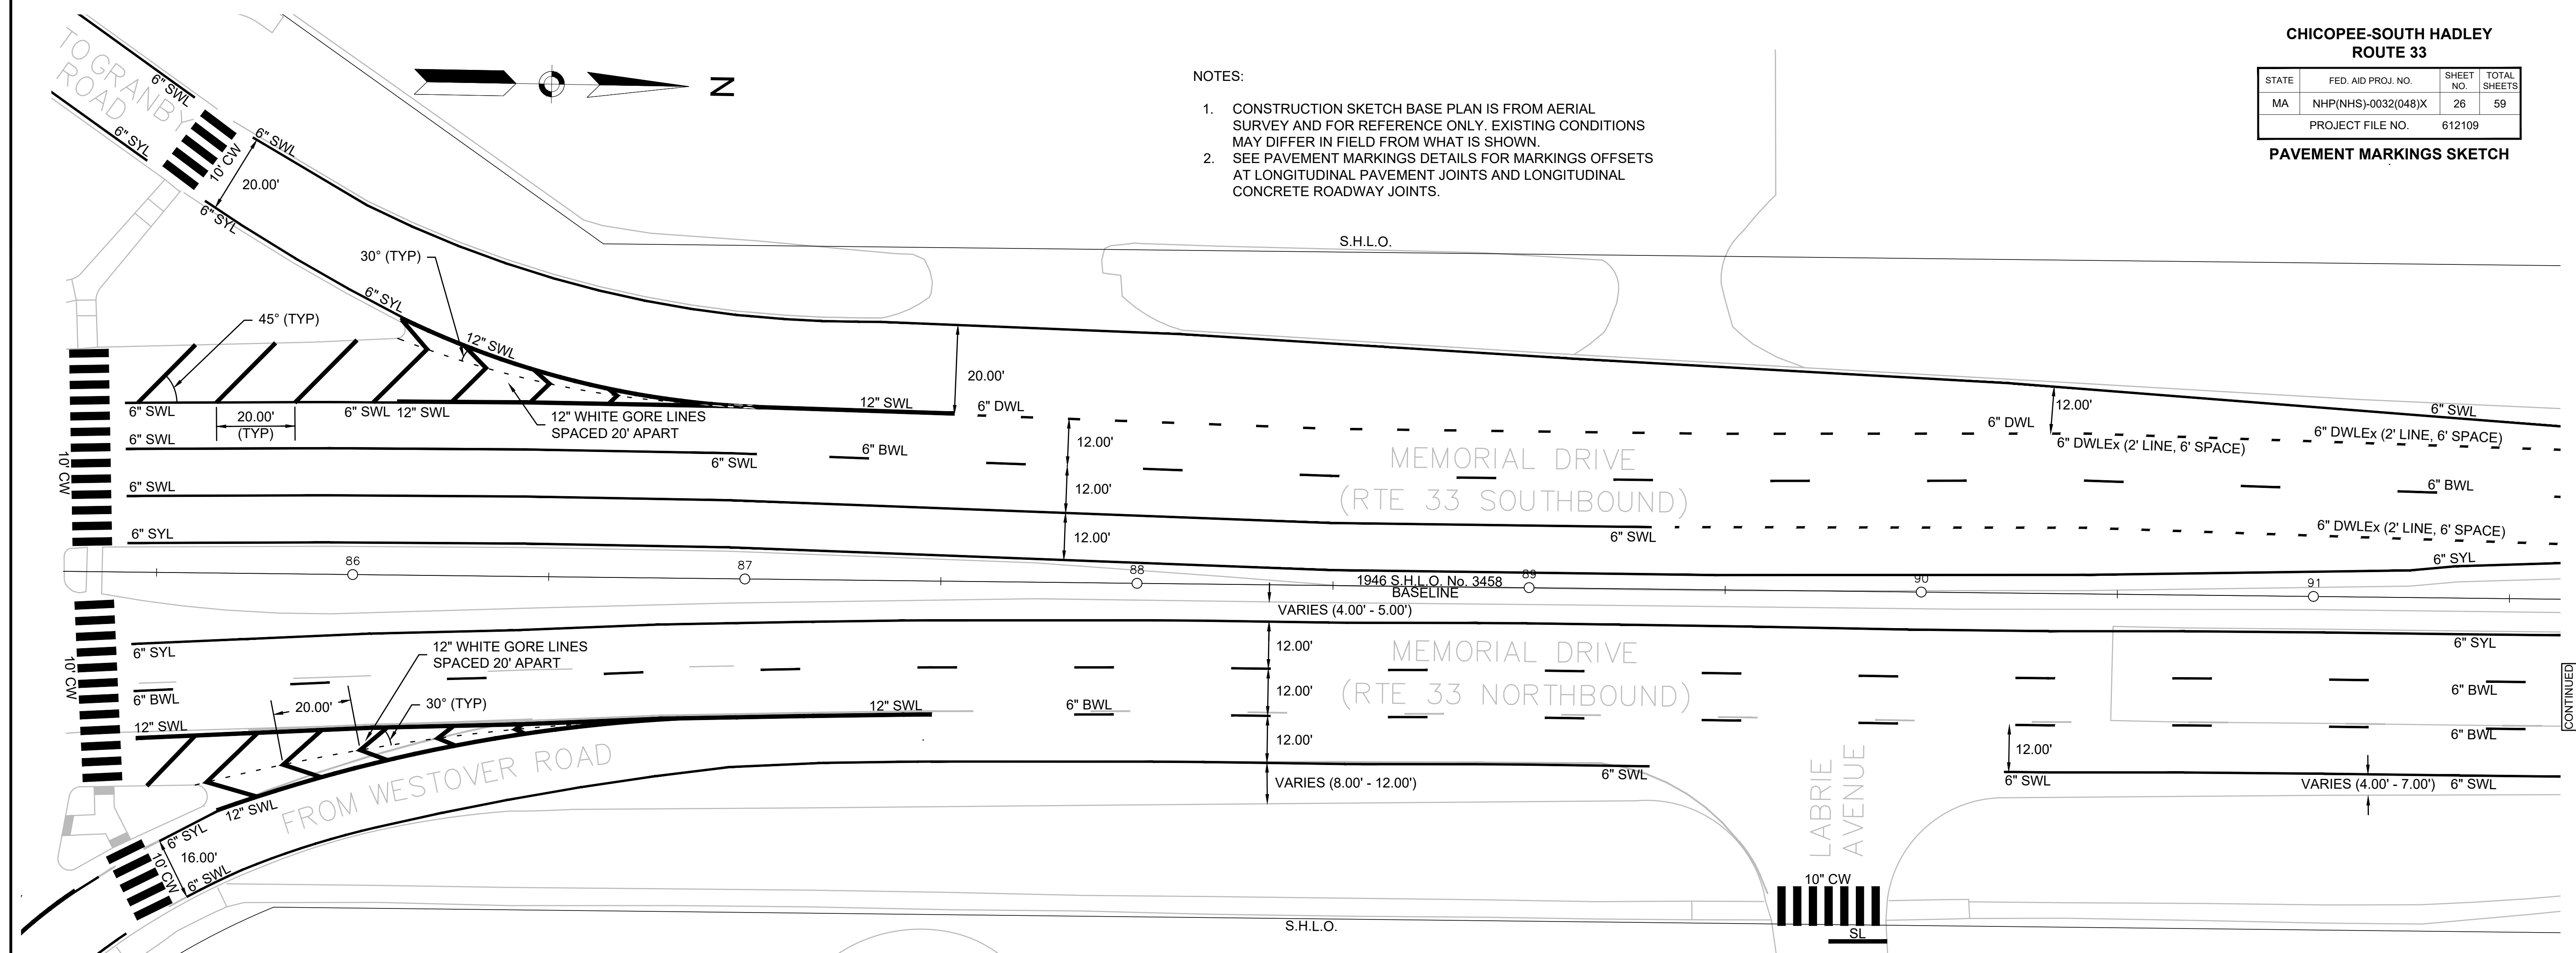 CHICOPEE-SOUTH HADLEY
ROUTE 33
STATE
FED. AID PROJ. NO.
SHEET NO.
TOTAL SHEETS
MA
NHP(NHS)-0032(048)X
26
59
PROJECT FILE NO. 612109
PAVEMENT MARKINGS SKETCH
NOTES:
1. CONSTRUCTION SKETCH BASE PLAN IS FROM AERIAL
SURVEY AND FOR REFERENCE ONLY. EXISTING CONDITIONS
MAY DIFFER IN FIELD FROM WHAT IS SHOWN.
2. SEE PAVEMENT MARKINGS DETAILS FOR MARKINGS OFFSETS
AT LONGITUDINAL PAVEMENT JOINTS AND LONGITUDINAL
CONCRETE ROADWAY JOINTS.
N
TO GRANBY
ROAD
6" SWL
6" SYL
10' CW
6" SWL
20.00'
6" SYL
S.H.L.O.
30° (TYP)
6" SYL
45° (TYP)
12" SWL
20.00'
12.00'
6" SWL
6" SWL
20.00'
(TYP)
6" SWL
12" SWL
12" WHITE GORE LINES
SPACED 20' APART
12" SWL
6" DWL
6" DWL
6" DWLEx (2' LINE, 6' SPACE)
6" DWLEx (2' LINE, 6' SPACE)
6" SWL
6" SWL
6" BWL
12.00'
MEMORIAL DRIVE
(RTE 33 SOUTHBOUND)
10' CW
6" SWL
12.00'
6" BWL
6" SYL
12.00'
6" SWL
6" DWLEx (2' LINE, 6' SPACE)
6" SYL
86
87
88
89
90
91
1946 S.H.L.O. No. 3458
BASELINE
VARIES (4.00' - 5.00')
10' CW
6" SYL
12" WHITE GORE LINES
SPACED 20' APART
12.00'
MEMORIAL DRIVE
(RTE 33 NORTHBOUND)
6" SYL
6" BWL
20.00'
30° (TYP)
12" SWL
6" BWL
12.00'
6" BWL
CONTINUED
12" SWL
12.00'
12.00'
6" BWL
FROM WESTOVER ROAD
6" SWL
VARIES (8.00' - 12.00')
LABRIE
AVENUE
6" SWL
VARIES (4.00' - 7.00')
6" SWL
12" SWL
6" SYL
16.00'
10' CW
6" SWL
10" CW
S.H.L.O.
SL